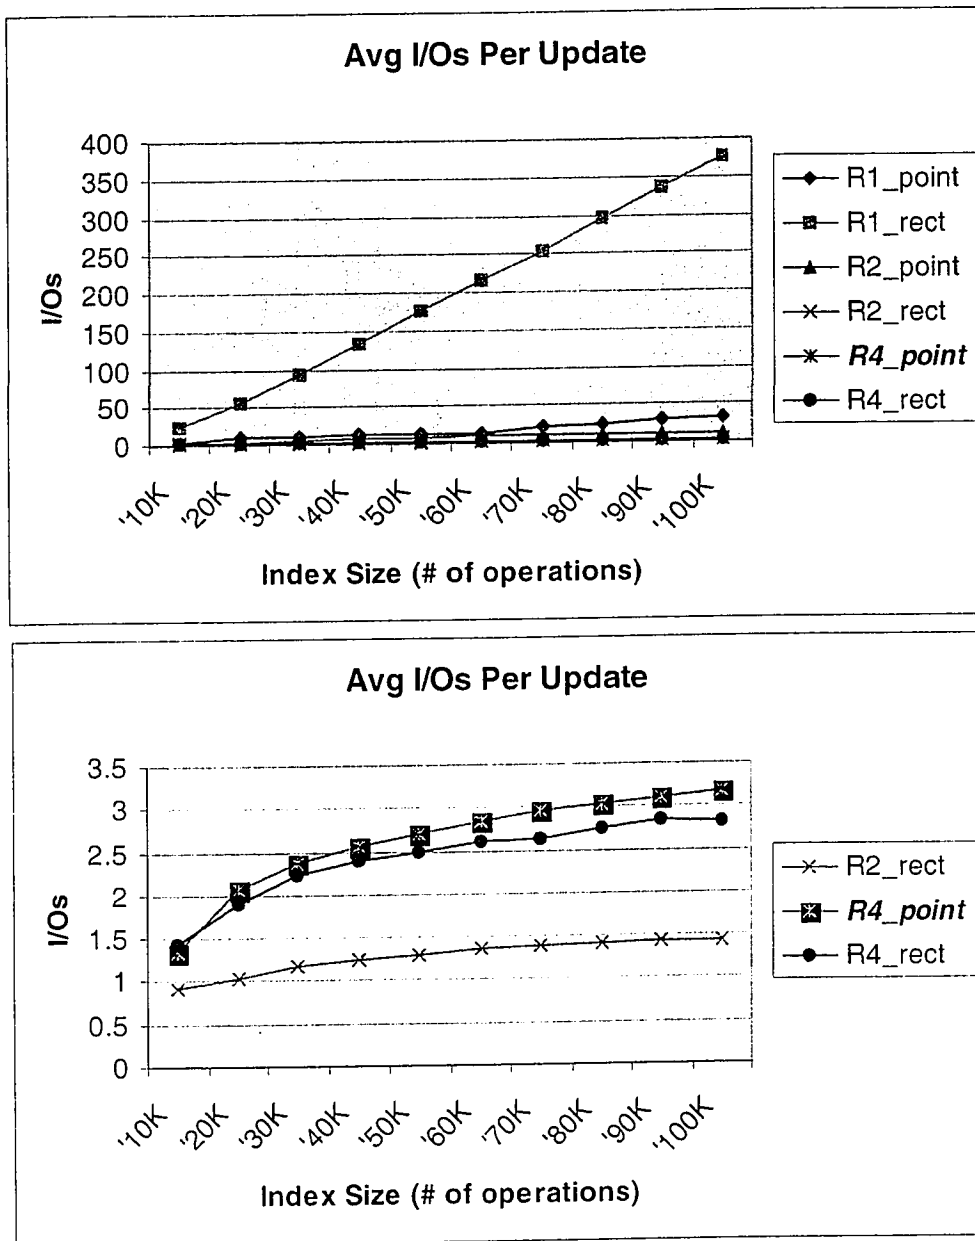 Avg I/Os Per Update
400
350
300
250
200
150
100
50
0
I/Os
'10K
'20K
'30K
'40K
'50K
'60K
'70K
'80K
'90K
'100K
Index Size (# of operations)
R1_point
R1_rect
R2_point
R2_rect
R4_point
R4_rect
Avg I/Os Per Update
3.5
3
2.5
2
1.5
1
0.5
0
I/Os
'10K
'20K
'30K
'40K
'50K
'60K
'70K
'80K
'90K
'100K
Index Size (# of operations)
R2_rect
R4_point
R4_rect